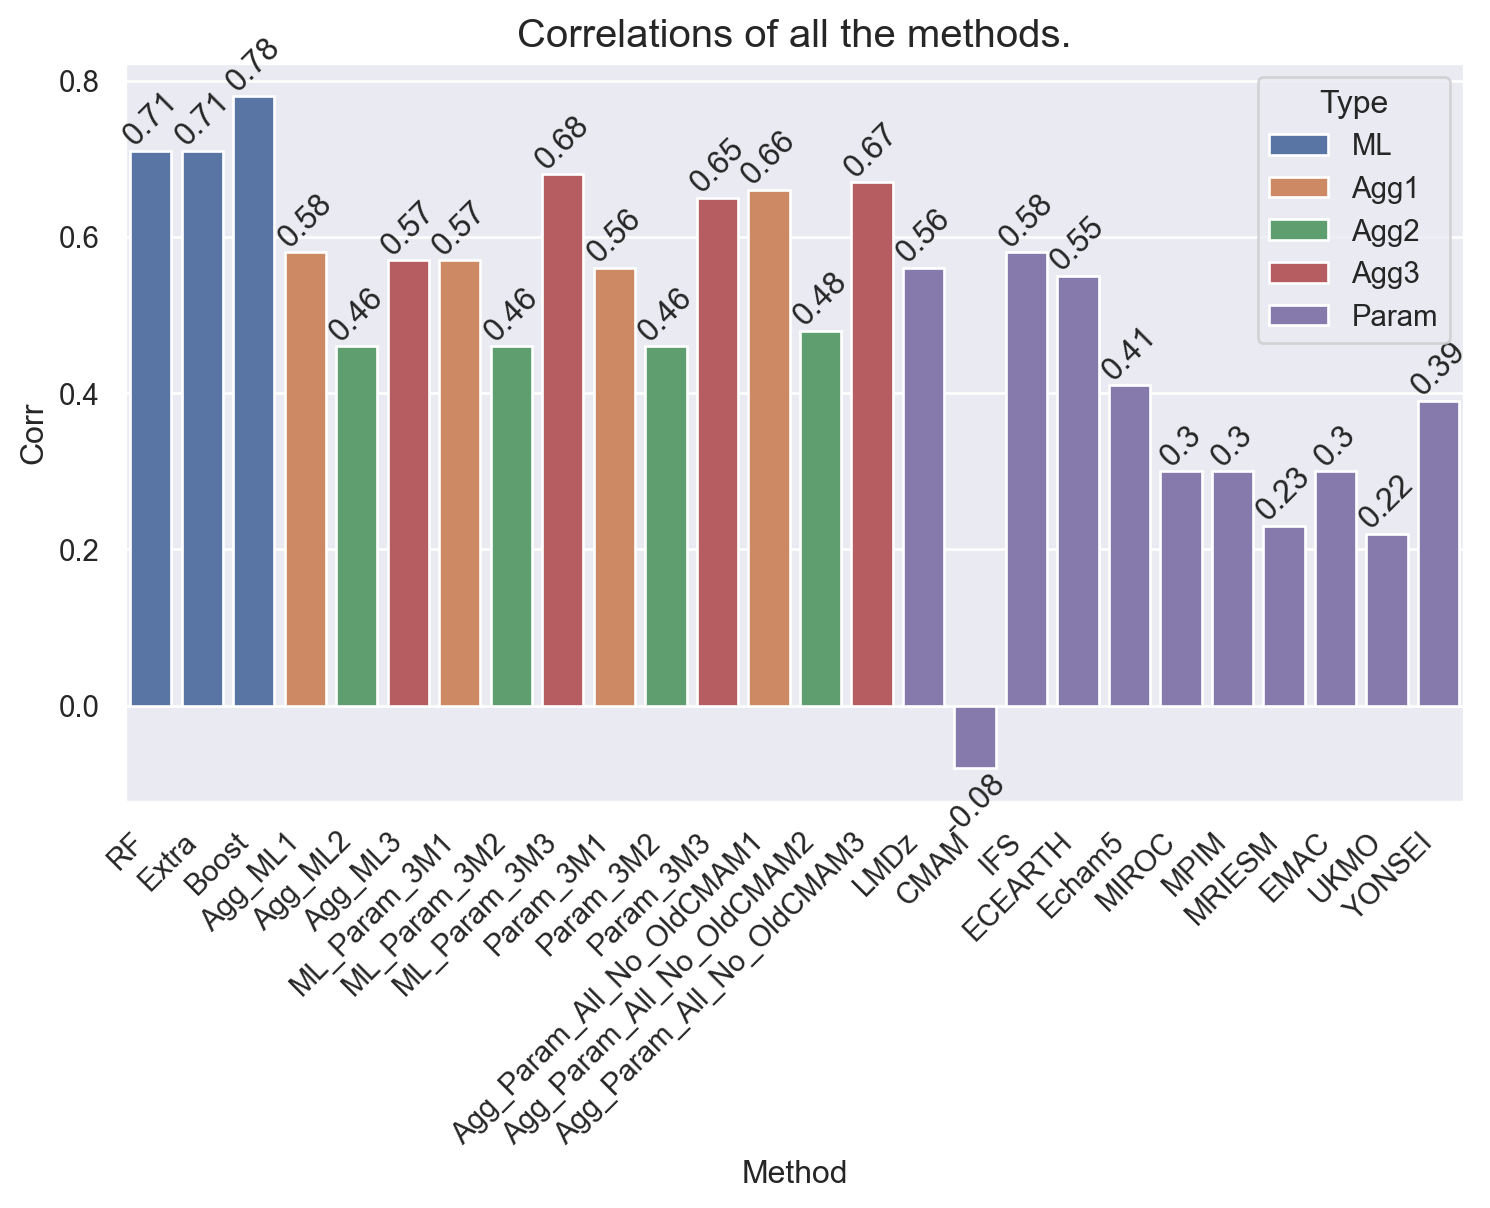 Correlations of all the methods.
Corr
0.8
0.6
0.4
0.2
0.0
0.71
0.71
0.78
0.58
0.46
0.57
0.57
0.46
0.68
0.56
0.46
0.65
0.66
0.48
0.67
0.56
-0.08
0.58
0.55
0.41
0.3
0.3
0.23
0.3
0.22
0.39
Type
ML
Agg1
Agg2
Agg3
Param
RF
Extra
Boost
Agg_ML1
Agg_ML2
Agg_ML3
ML_Param_3M1
ML_Param_3M2
ML_Param_3M3
Param_3M1
Param_3M2
Param_3M3
Agg_Param_All_No_OldCMAM1
Agg_Param_All_No_OldCMAM2
Agg_Param_All_No_OldCMAM3
LMDz
CMAM
IFS
ECEARTH
Echam5
MIROC
MPIM
MRIESM
EMAC
UKMO
YONSEI
Method